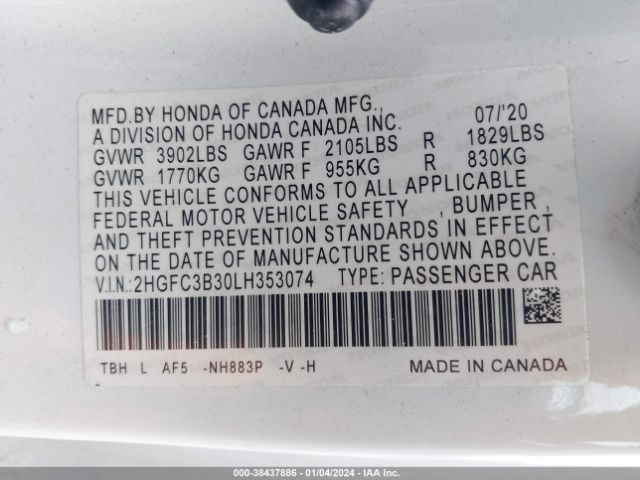 MFD.BY HONDA OF CANADA MFG., 07/'20
A DIVISION OF HONDA CANADA INC.
GVWR 3902LBS GAWR F 2105LBS R 1829LBS
GVWR 1770KG GAWR F 955KG R 830KG
THIS VEHICLE CONFORMS TO ALL APPLICABLE
FEDERAL MOTOR VEHICLE SAFETY , BUMPER ,
AND THEFT PREVENTION STANDARDS IN EFFECT
ON THE DATE OF MANUFACTURE SHOWN ABOVE.
V.I.N.:2HGFC3B30LH353074 TYPE: PASSENGER CAR
TBH L AF5 -NH883P -V -H MADE IN CANADA
000-38437886 - 01/04/2024 - IAA Inc.